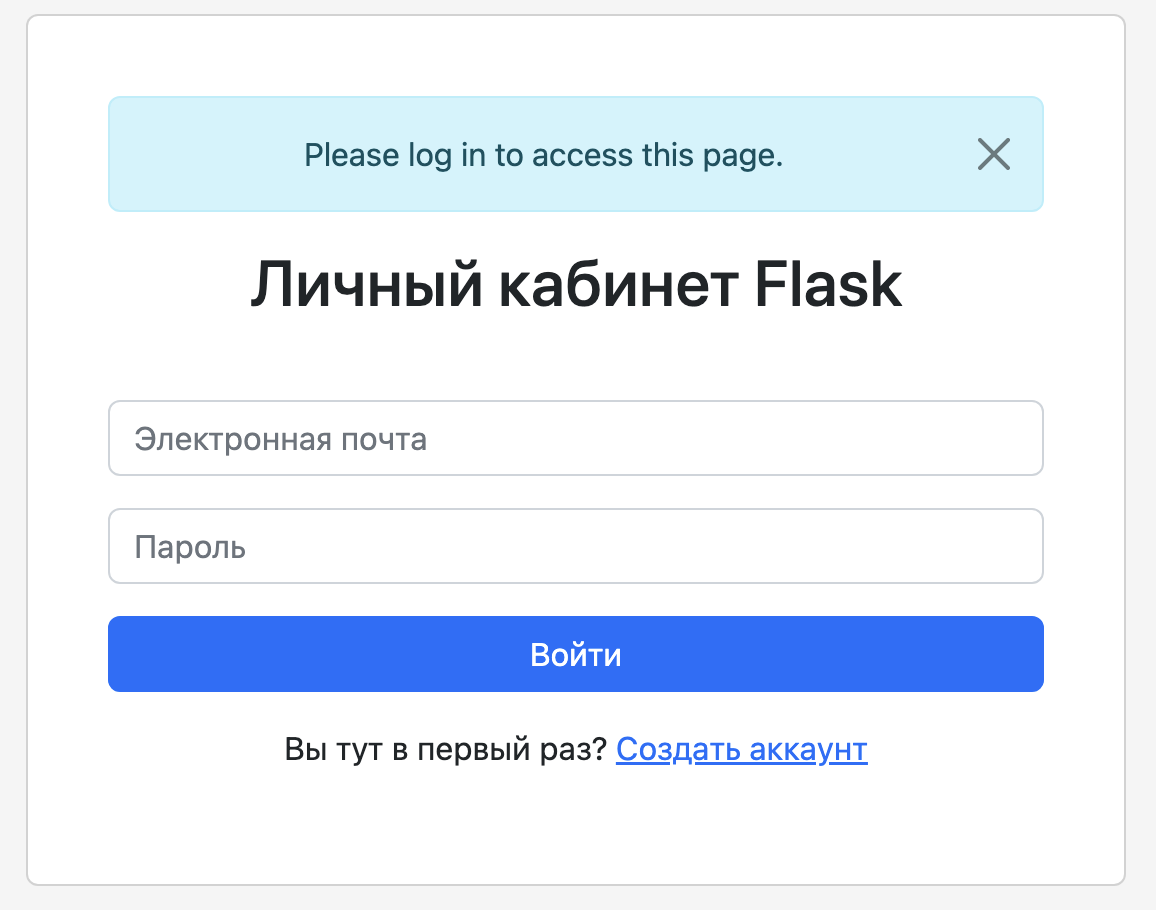 Please log in to access this page.
Личный кабинет Flask
Электронная почта
Пароль
Войти
Вы тут в первый раз? Создать аккаунт